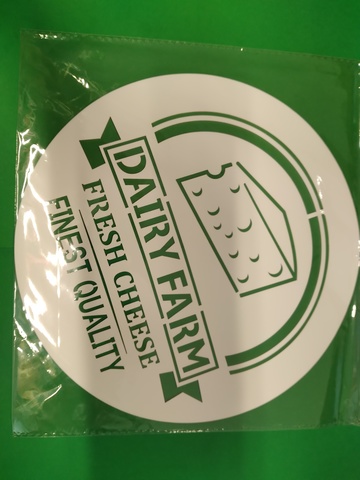 DAIRY FARM
FRESH CHEESE
FINEST QUALITY